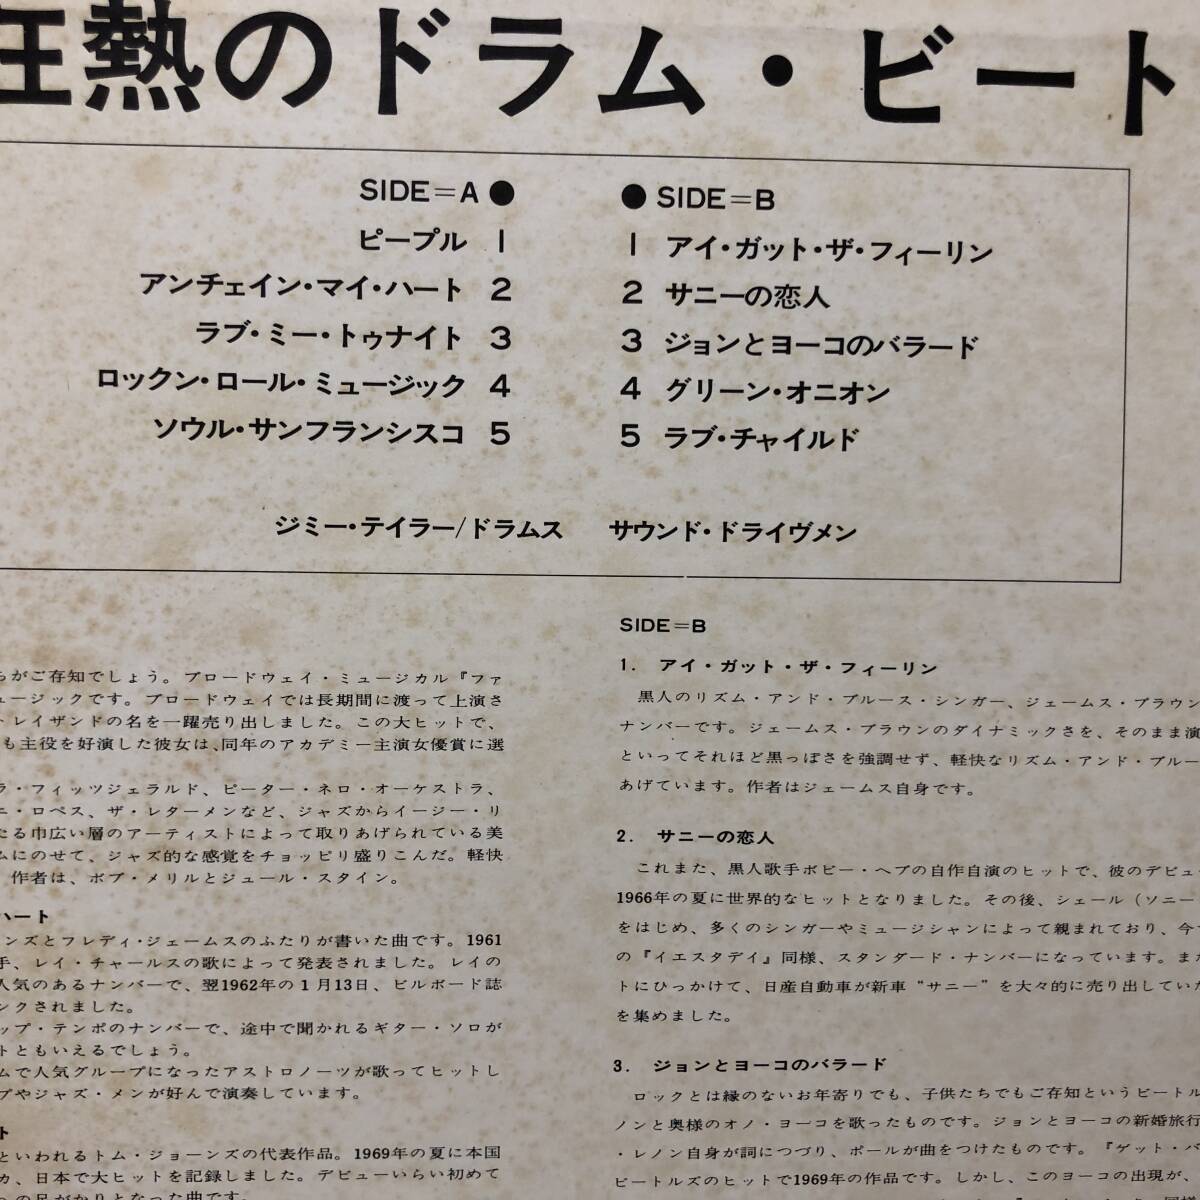 狂熱のドラム・ビート
SIDE=A ●
ピープル 1
アンチェイン・マイ・ハート 2
ラブ・ミー・トゥナイト 3
ロックン・ロール・ミュージック 4
ソウル・サンフランシスコ 5
● SIDE=B
1 アイ・ガット・ザ・フィーリン
2 サニーの恋人
3 ジョンとヨーコのバラード
4 グリーン・オニオン
5 ラブ・チャイルド
ジミー・テイラー/ドラムス サウンド・ドライヴメン
がご存知でしょう。ブロードウェイ・ミュージカル『ファ
ュージックです。ブロードウェイでは長期間に渡って上演さ
トレイザンドの名を一躍売り出しました。この大ヒットで、
も主役を好演した彼女は、同年のアカデミー主演女優賞に選
ラ・フィッツジェラルド、ピーター・ネロ・オーケストラ、
ニ・ロペス、ザ・レターメンなど、ジャズからイージー・リ
たる巾広い層のアーティストによって取りあげられている美
ムにのせて、ジャズ的な感覚をチョッピリ盛りこんだ。軽快
。作者は、ボブ・メリルとジュール・スタイン。
ハート
ンズとフレディ・ジェームスのふたりが書いた曲です。1961
手、レイ・チャールスの歌によって発表されました。レイの
人気のあるナンバーで、翌1962年の1月13日、ビルボード誌
ンクされました。
ップ・テンポのナンバーで、途中で聞かれるギター・ソロが
トともいえるでしょう。
ムで人気グループになったアストロノーツが歌ってヒットし
プやジャズ・メンが好んで演奏しています。
ト
といわれるトム・ジョーンズの代表作品。1969年の夏に本国
カ、日本で大ヒットを記録しました。デビューいらい初めて
の足がかりとなった曲です。
SIDE=B
1. アイ・ガット・ザ・フィーリン
黒人のリズム・アンド・ブルース・シンガー、ジェームス・ブラウン
ナンバーです。ジェームス・ブラウンのダイナミックさを、そのまま演
といってそれほど黒っぽさを強調せず、軽快なリズム・アンド・ブルー
あげています。作者はジェームス自身です。
2. サニーの恋人
これまた、黒人歌手ボビー・ヘブの自作自演のヒットで、彼のデビュー
1966年の夏に世界的なヒットとなりました。その後、シェール（ソニー
をはじめ、多くのシンガーやミュージシャンによって親まれており、今
の『イエスタデイ』同様、スタンダード・ナンバーになっています。また
トにひっかけて、日産自動車が新車“サニー”を大々的に売り出していた
を集めました。
3. ジョンとヨーコのバラード
ロックとは縁のないお年寄りでも、子供たちでもご存知というビートル
ノンと奥様のオノ・ヨーコを歌ったものです。ジョンとヨーコの新婚旅行
・レノン自身が詞につづり、ポールが曲をつけたものです。『ゲット・バ
ビートルズのヒットで1969年の作品です。しかし、このヨーコの出現が、